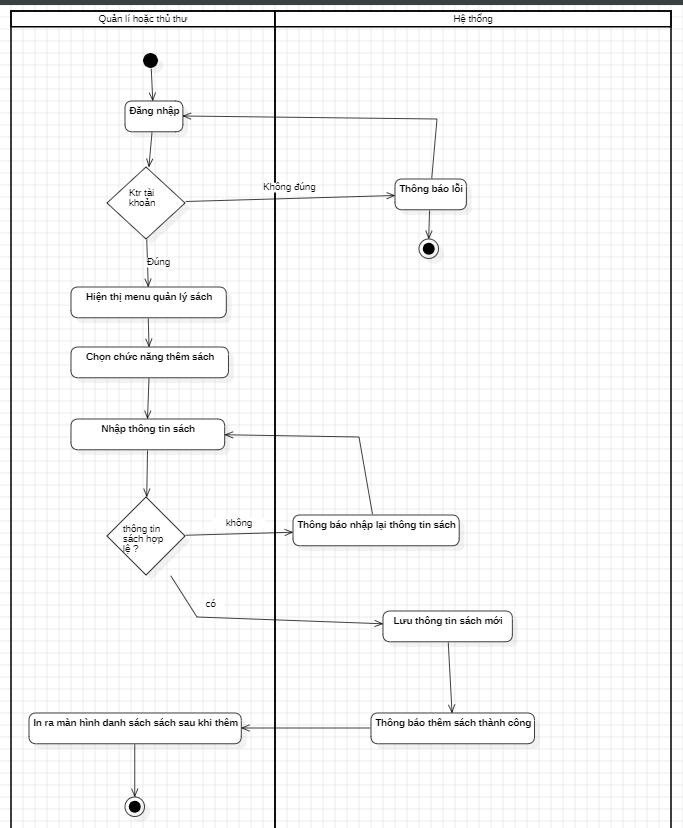 Quản lí hoặc thủ thư
Hệ thống
Đăng nhập
Ktr tài
khoản
Không đúng
Thông báo lỗi
Đúng
Hiện thị menu quản lý sách
Chọn chức năng thêm sách
Nhập thông tin sách
thông tin
sách hợp
lệ ?
không
Thông báo nhập lại thông tin sách
có
Lưu thông tin sách mới
In ra màn hình danh sách sách sau khi thêm
Thông báo thêm sách thành công